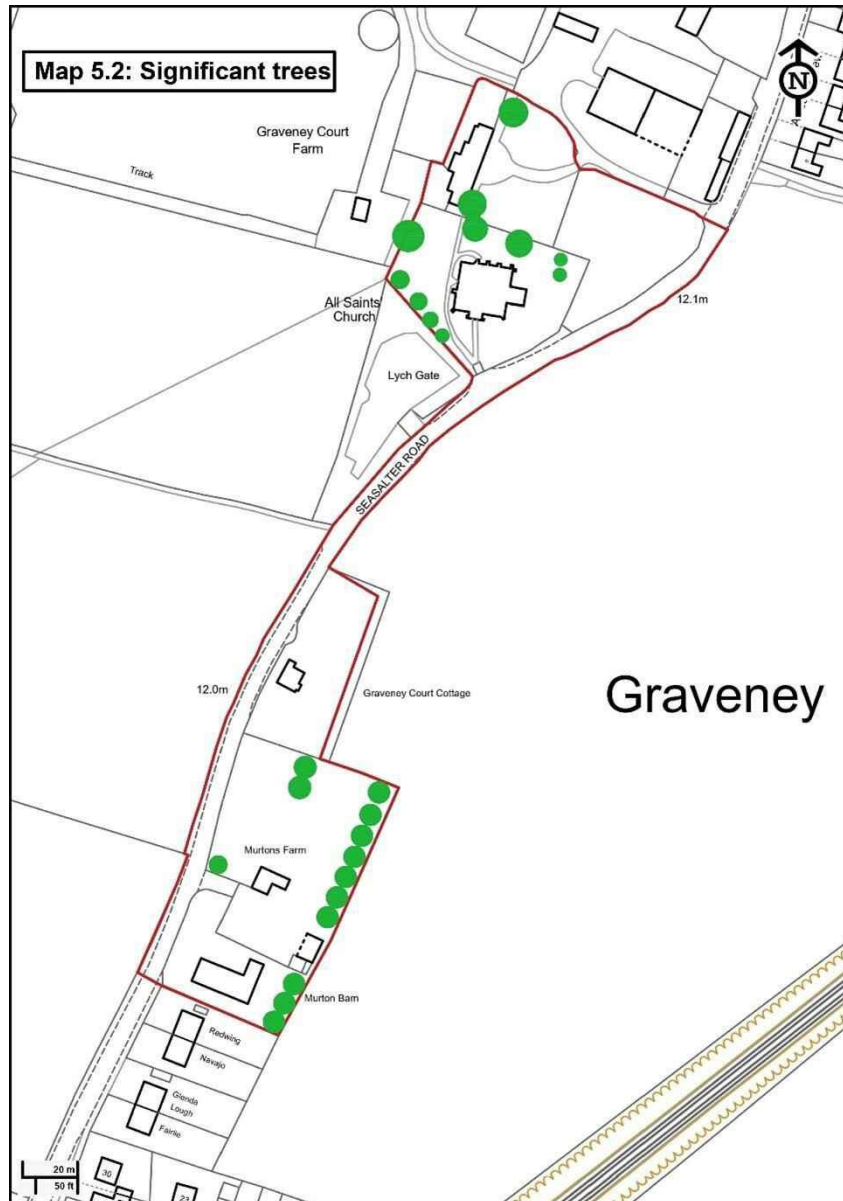 Map 5.2: Significant trees
N
Graveney Court
Farm
Track
12.1m
All Saints'
Church
Lych Gate
SEASALTER ROAD
12.0m
Graveney Court Cottage
Graveney
Murtons Farm
Murton Barn
Redwing
Navajo
Glenda
Lough
Fairlie
20 m
50 ft
30
23